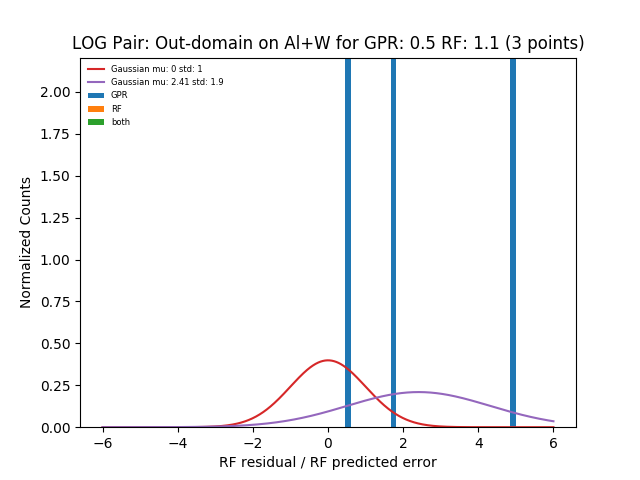 LOG Pair: Out-domain on Al+W for GPR: 0.5 RF: 1.1 (3 points)
Gaussian mu: 0 std: 1
Gaussian mu: 2.41 std: 1.9
GPR
RF
both
2.00
1.75
1.50
1.25
1.00
0.75
0.50
0.25
0.00
Normalized Counts
−6 −4 −2 0 2 4 6
RF residual / RF predicted error